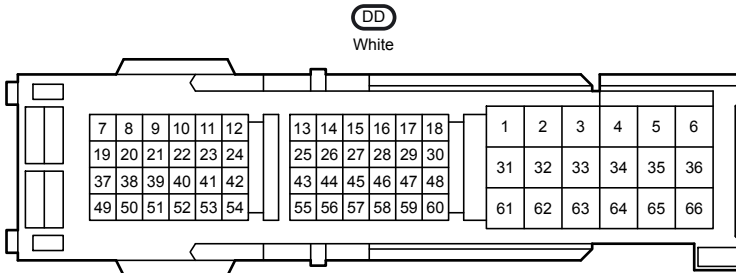 DD
White
7 8 9 10 11 12 13 14 15 16 17 18 1 2 3 4 5 6
19 20 21 22 23 24 25 26 27 28 29 30 31 32 33 34 35 36
37 38 39 40 41 42 43 44 45 46 47 48
49 50 51 52 53 54 55 56 57 58 59 60 61 62 63 64 65 66